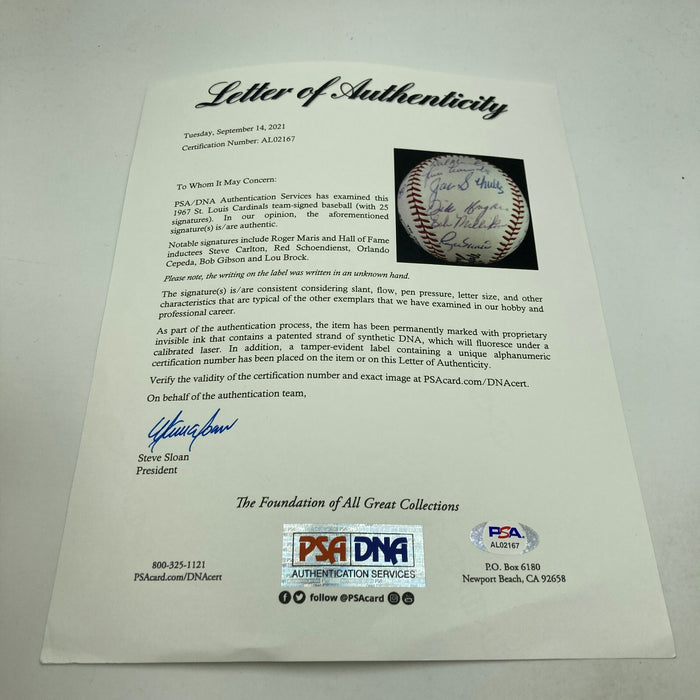 Letter of Authenticity
Tuesday, September 14, 2021
Certification Number: AL02167
To Whom It May Concern:
PSA/DNA Authentication Services has examined this
1967 St. Louis Cardinals team-signed baseball (with 25
signatures). In our opinion, the aforementioned
signature(s) is/are authentic.
Notable signatures include Roger Maris and Hall of Fame
inductees Steve Carlton, Red Schoendienst, Orlando
Cepeda, Bob Gibson and Lou Brock.
Please note, the writing on the label was written in an unknown hand.
The signature(s) is/are consistent considering slant, flow, pen pressure, letter size, and other
characteristics that are typical of the other exemplars that we have examined in our hobby and
professional career.
As part of the authentication process, the item has been permanently marked with proprietary
invisible ink that contains a patented strand of synthetic DNA, which will fluoresce under a
calibrated laser. In addition, a tamper-evident label containing a unique alphanumeric
certification number has been placed on the item or on this Letter of Authenticity.
Verify the validity of the certification number and exact image at PSAcard.com/DNAcert.
On behalf of the authentication team,
Steve Sloan
President
The Foundation of All Great Collections
800-325-1121
PSAcard.com/DNAcert
PSA DNA
AUTHENTICATION SERVICES
follow @PSAcard
PSA
AL02167
P.O. Box 6180
Newport Beach, CA 92658